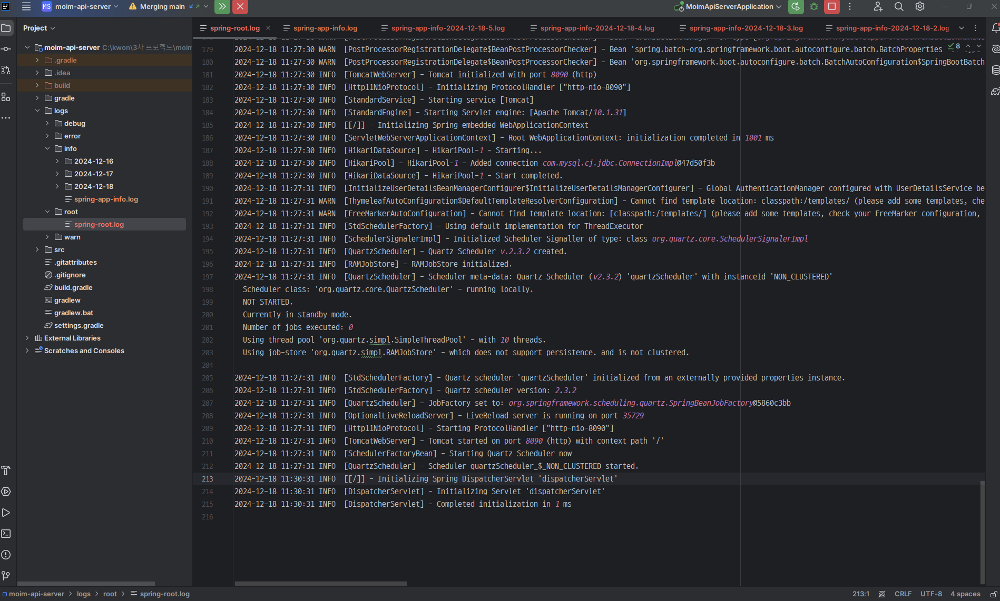 MS moim-api-server Merging main MoimApiServerApplication
Project
spring-root.log spring-app-info.log spring-app-info-2024-12-18-5.log spring-app-info-2024-12-18-4.log spring-app-info-2024-12-18-3.log spring-app-info-2024-12-18-2.log
moim-api-server C:\kwon\3차 프로젝트\moim
.gradle
.idea
build
gradle
logs
debug
error
info
2024-12-16
2024-12-17
2024-12-18
spring-app-info.log
root
spring-root.log
warn
src
.gitattributes
.gitignore
build.gradle
gradlew
gradlew.bat
settings.gradle
External Libraries
Scratches and Consoles
8
179 2024-12-18 11:27:30 WARN [PostProcessorRegistrationDelegate$BeanPostProcessorChecker] - Bean 'spring.batch-org.springframework.boot.autoconfigure.batch.BatchProperties
180 2024-12-18 11:27:30 WARN [PostProcessorRegistrationDelegate$BeanPostProcessorChecker] - Bean 'org.springframework.boot.autoconfigure.batch.BatchAutoConfiguration$SpringBootBatch
181 2024-12-18 11:27:30 INFO [TomcatWebServer] - Tomcat initialized with port 8090 (http)
182 2024-12-18 11:27:30 INFO [Http11NioProtocol] - Initializing ProtocolHandler ["http-nio-8090"]
183 2024-12-18 11:27:30 INFO [StandardService] - Starting service [Tomcat]
184 2024-12-18 11:27:30 INFO [StandardEngine] - Starting Servlet engine: [Apache Tomcat/10.1.31]
185 2024-12-18 11:27:30 INFO [[/]] - Initializing Spring embedded WebApplicationContext
186 2024-12-18 11:27:30 INFO [ServletWebServerApplicationContext] - Root WebApplicationContext: initialization completed in 1001 ms
187 2024-12-18 11:27:30 INFO [HikariDataSource] - HikariPool-1 - Starting...
188 2024-12-18 11:27:30 INFO [HikariPool] - HikariPool-1 - Added connection com.mysql.cj.jdbc.ConnectionImpl@47d50f3b
189 2024-12-18 11:27:30 INFO [HikariDataSource] - HikariPool-1 - Start completed.
190 2024-12-18 11:27:31 INFO [InitializeUserDetailsBeanManagerConfigurer$InitializeUserDetailsManagerConfigurer] - Global AuthenticationManager configured with UserDetailsService be
191 2024-12-18 11:27:31 WARN [ThymeleafAutoConfiguration$DefaultTemplateResolverConfiguration] - Cannot find template location: classpath:/templates/ (please add some templates, che
192 2024-12-18 11:27:31 WARN [FreeMarkerAutoConfiguration] - Cannot find template location: [classpath:/templates/] (please add some templates, check your FreeMarker configuration,
193 2024-12-18 11:27:31 INFO [StdSchedulerFactory] - Using default implementation for ThreadExecutor
194 2024-12-18 11:27:31 INFO [SchedulerSignalerImpl] - Initialized Scheduler Signaller of type: class org.quartz.core.SchedulerSignalerImpl
195 2024-12-18 11:27:31 INFO [QuartzScheduler] - Quartz Scheduler v.2.3.2 created.
196 2024-12-18 11:27:31 INFO [RAMJobStore] - RAMJobStore initialized.
197 2024-12-18 11:27:31 INFO [QuartzScheduler] - Scheduler meta-data: Quartz Scheduler (v2.3.2) 'quartzScheduler' with instanceId 'NON_CLUSTERED'
198 Scheduler class: 'org.quartz.core.QuartzScheduler' - running locally.
199 NOT STARTED.
200 Currently in standby mode.
201 Number of jobs executed: 0
202 Using thread pool 'org.quartz.simpl.SimpleThreadPool' - with 10 threads.
203 Using job-store 'org.quartz.simpl.RAMJobStore' - which does not support persistence. and is not clustered.
204
205 2024-12-18 11:27:31 INFO [StdSchedulerFactory] - Quartz scheduler 'quartzScheduler' initialized from an externally provided properties instance.
206 2024-12-18 11:27:31 INFO [StdSchedulerFactory] - Quartz scheduler version: 2.3.2
207 2024-12-18 11:27:31 INFO [QuartzScheduler] - JobFactory set to: org.springframework.scheduling.quartz.SpringBeanJobFactory@5860c3bb
208 2024-12-18 11:27:31 INFO [OptionalLiveReloadServer] - LiveReload server is running on port 35729
209 2024-12-18 11:27:31 INFO [Http11NioProtocol] - Starting ProtocolHandler ["http-nio-8090"]
210 2024-12-18 11:27:31 INFO [TomcatWebServer] - Tomcat started on port 8090 (http) with context path '/'
211 2024-12-18 11:27:31 INFO [SchedulerFactoryBean] - Starting Quartz Scheduler now
212 2024-12-18 11:27:31 INFO [QuartzScheduler] - Scheduler quartzScheduler_$_NON_CLUSTERED started.
213 2024-12-18 11:30:31 INFO [[/]] - Initializing Spring DispatcherServlet 'dispatcherServlet'
214 2024-12-18 11:30:31 INFO [DispatcherServlet] - Initializing Servlet 'dispatcherServlet'
215 2024-12-18 11:30:31 INFO [DispatcherServlet] - Completed initialization in 1 ms
216
moim-api-server > logs > root > spring-root.log 213:1 CRLF UTF-8 4 spaces